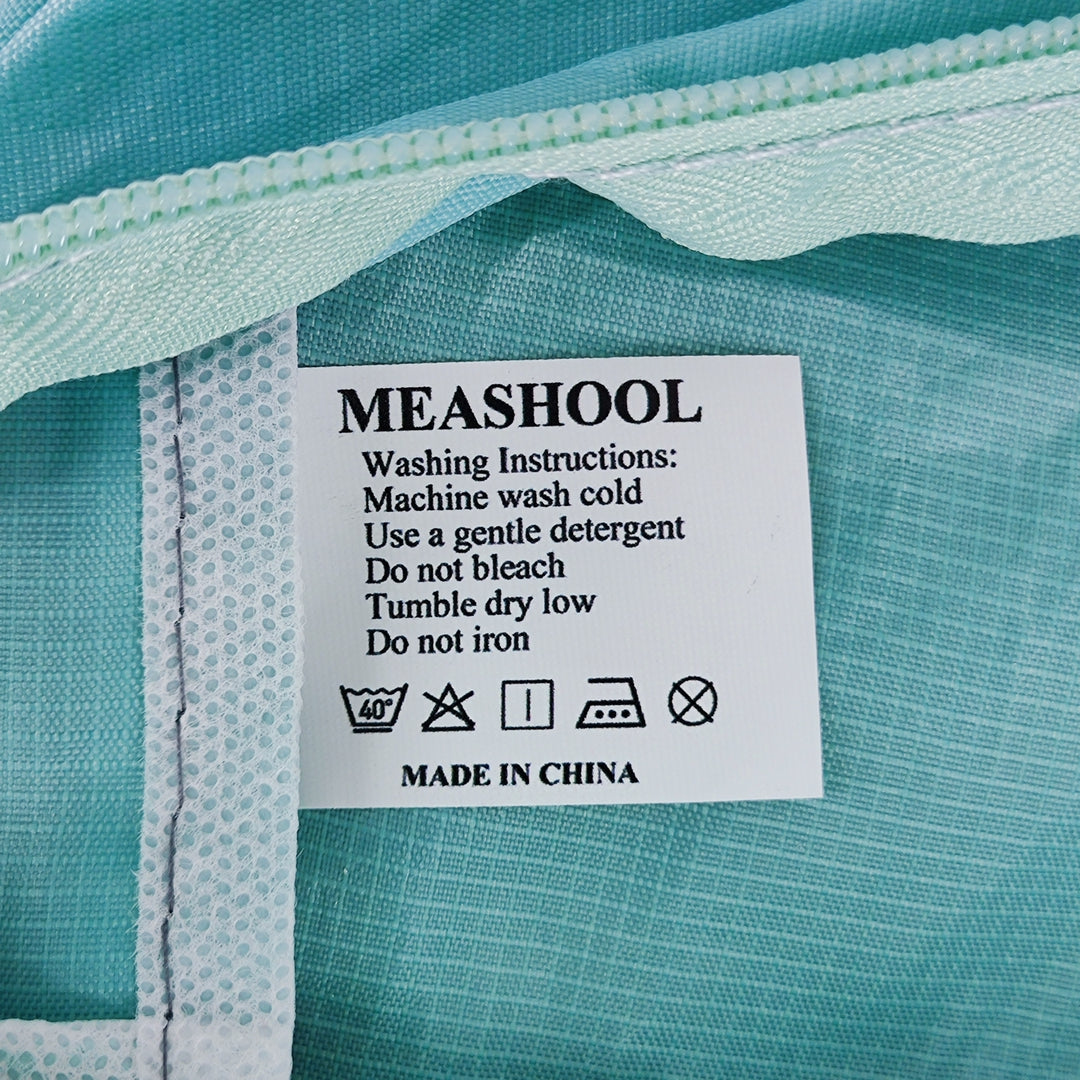 MEASHOOL
Washing Instructions:
Machine wash cold
Use a gentle detergent
Do not bleach
Tumble dry low
Do not iron
40°
MADE IN CHINA